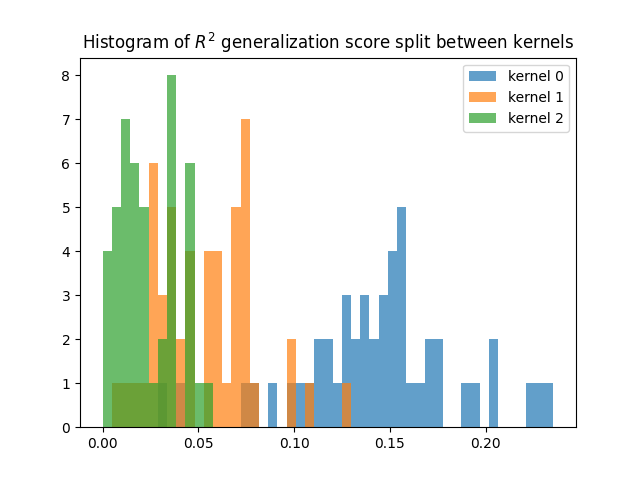 Histogram of R² generalization score split between kernels
kernel 0
kernel 1
kernel 2
8
7
6
5
4
3
2
1
0
0.00 0.05 0.10 0.15 0.20